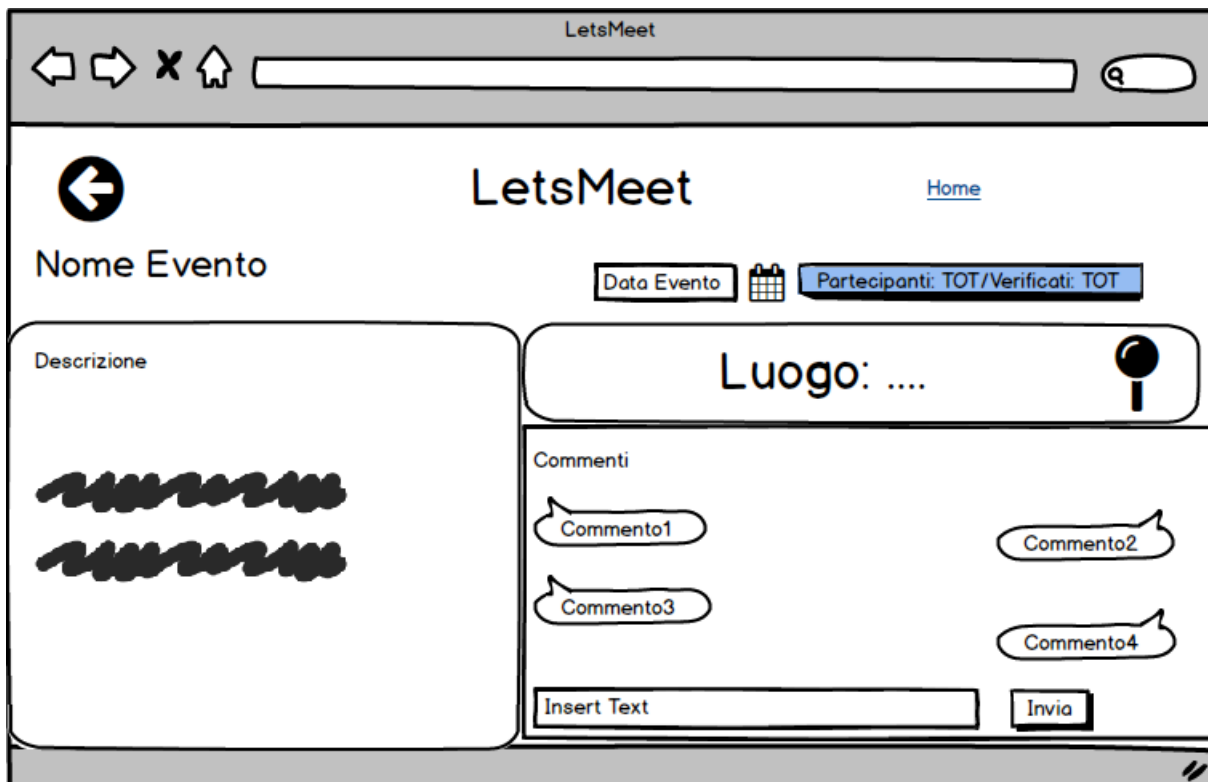 LetsMeet
LetsMeet
Home
Nome Evento
Data Evento
Partecipanti: TOT/Verificati: TOT
Descrizione
Luogo: ....
Commenti
Commento1
Commento2
Commento3
Commento4
Insert Text
Invia